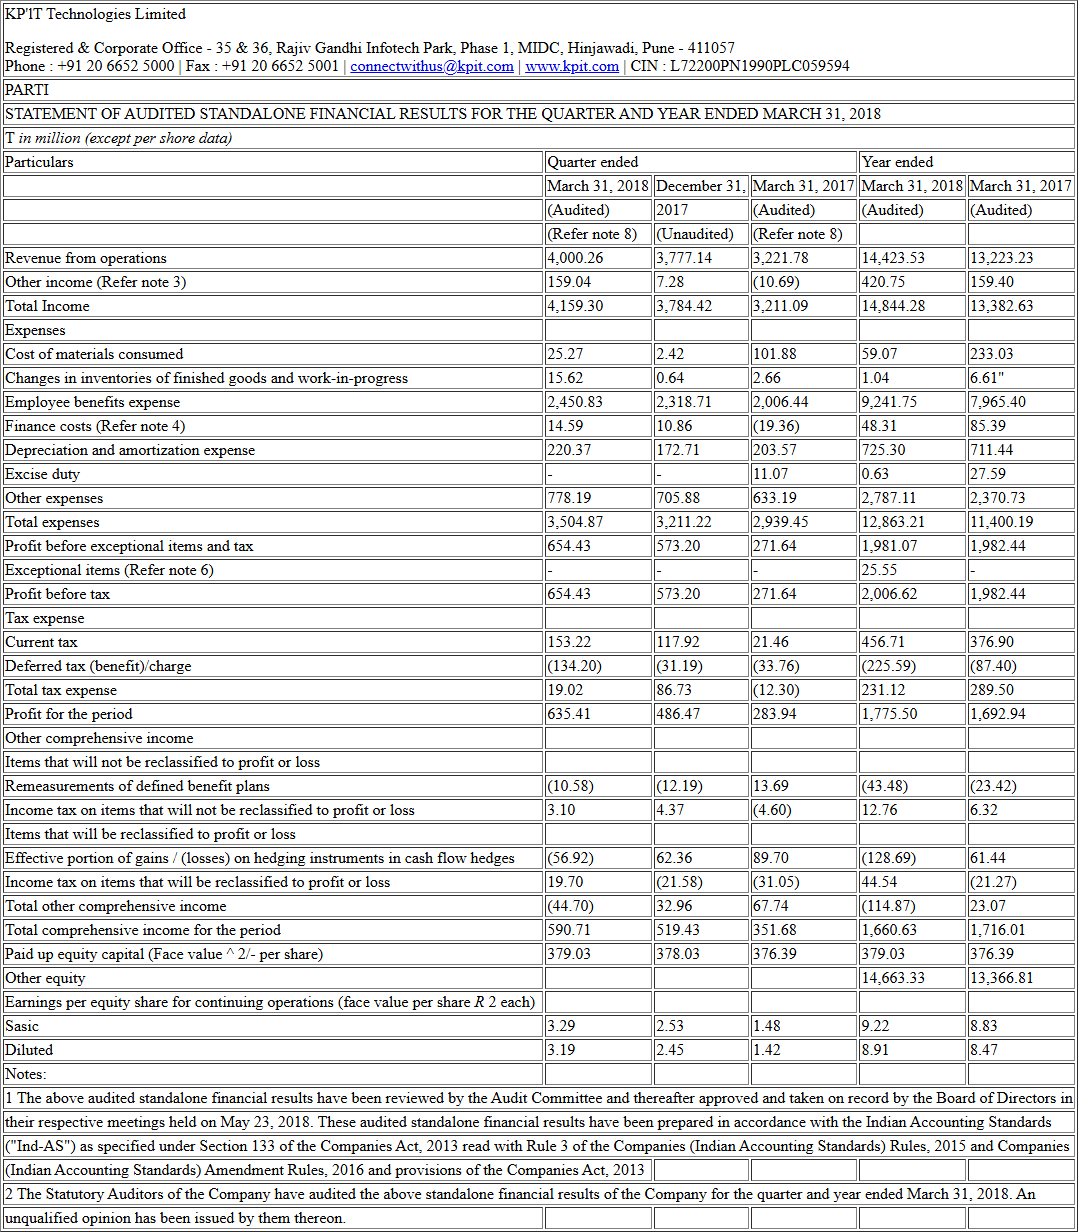 KP'lT Technologies Limited
Registered & Corporate Office - 35 & 36, Rajiv Gandhi Infotech Park, Phase 1, MIDC, Hinjawadi, Pune - 411057
Phone : +91 20 6652 5000 | Fax : +91 20 6652 5001 | connectwithus@kpit.com | www.kpit.com | CIN : L72200PN1990PLC059594
PARTI
STATEMENT OF AUDITED STANDALONE FINANCIAL RESULTS FOR THE QUARTER AND YEAR ENDED MARCH 31, 2018
T in million (except per shore data)
Particulars Quarter ended Year ended
March 31, 2018 December 31, March 31, 2017 March 31, 2018 March 31, 2017
(Audited) 2017 (Audited) (Audited) (Audited)
(Refer note 8) (Unaudited) (Refer note 8)
Revenue from operations 4,000.26 3,777.14 3,221.78 14,423.53 13,223.23
Other income (Refer note 3) 159.04 7.28 (10.69) 420.75 159.40
Total Income 4,159.30 3,784.42 3,211.09 14,844.28 13,382.63
Expenses
Cost of materials consumed 25.27 2.42 101.88 59.07 233.03
Changes in inventories of finished goods and work-in-progress 15.62 0.64 2.66 1.04 6.61"
Employee benefits expense 2,450.83 2,318.71 2,006.44 9,241.75 7,965.40
Finance costs (Refer note 4) 14.59 10.86 (19.36) 48.31 85.39
Depreciation and amortization expense 220.37 172.71 203.57 725.30 711.44
Excise duty - - 11.07 0.63 27.59
Other expenses 778.19 705.88 633.19 2,787.11 2,370.73
Total expenses 3,504.87 3,211.22 2,939.45 12,863.21 11,400.19
Profit before exceptional items and tax 654.43 573.20 271.64 1,981.07 1,982.44
Exceptional items (Refer note 6) - - - 25.55 -
Profit before tax 654.43 573.20 271.64 2,006.62 1,982.44
Tax expense
Current tax 153.22 117.92 21.46 456.71 376.90
Deferred tax (benefit)/charge (134.20) (31.19) (33.76) (225.59) (87.40)
Total tax expense 19.02 86.73 (12.30) 231.12 289.50
Profit for the period 635.41 486.47 283.94 1,775.50 1,692.94
Other comprehensive income
Items that will not be reclassified to profit or loss
Remeasurements of defined benefit plans (10.58) (12.19) 13.69 (43.48) (23.42)
Income tax on items that will not be reclassified to profit or loss 3.10 4.37 (4.60) 12.76 6.32
Items that will be reclassified to profit or loss
Effective portion of gains / (losses) on hedging instruments in cash flow hedges (56.92) 62.36 89.70 (128.69) 61.44
Income tax on items that will be reclassified to profit or loss 19.70 (21.58) (31.05) 44.54 (21.27)
Total other comprehensive income (44.70) 32.96 67.74 (114.87) 23.07
Total comprehensive income for the period 590.71 519.43 351.68 1,660.63 1,716.01
Paid up equity capital (Face value ^ 2/- per share) 379.03 378.03 376.39 379.03 376.39
Other equity 14,663.33 13,366.81
Earnings per equity share for continuing operations (face value per share R 2 each)
Sasic 3.29 2.53 1.48 9.22 8.83
Diluted 3.19 2.45 1.42 8.91 8.47
Notes:
1 The above audited standalone financial results have been reviewed by the Audit Committee and thereafter approved and taken on record by the Board of Directors in
their respective meetings held on May 23, 2018. These audited standalone financial results have been prepared in accordance with the Indian Accounting Standards
("Ind-AS") as specified under Section 133 of the Companies Act, 2013 read with Rule 3 of the Companies (Indian Accounting Standards) Rules, 2015 and Companies
(Indian Accounting Standards) Amendment Rules, 2016 and provisions of the Companies Act, 2013
2 The Statutory Auditors of the Company have audited the above standalone financial results of the Company for the quarter and year ended March 31, 2018. An
unqualified opinion has been issued by them thereon.